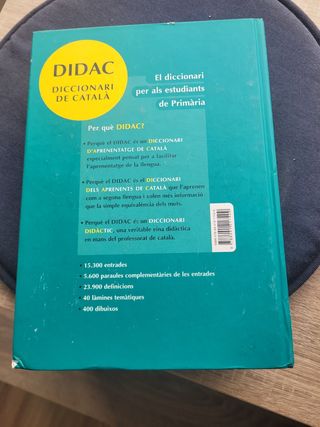 DIDAC
DICCIONARI
DE CATALÀ
El diccionari
per als estudiants
de Primària
Per què DIDAC?
• Perquè el DIDAC és un DICCIONARI
D'APRENENTATGE DE CATALÀ
especialment pensat per a facilitar
l'aprenentatge de la llengua.
• Perquè el DIDAC és el DICCIONARI
DELS APRENENTS DE CATALÀ que l'aprenen
com a segona llengua i volen més informació
que la simple equivalència dels mots.
• Perquè el DIDAC és un DICCIONARI
DIDÀCTIC, una veritable eina didàctica
en mans del professorat de català.
• 15.300 entrades
• 5.600 paraules complementàries de les entrades
• 23.900 definicions
• 40 làmines temàtiques
• 400 dibuixos